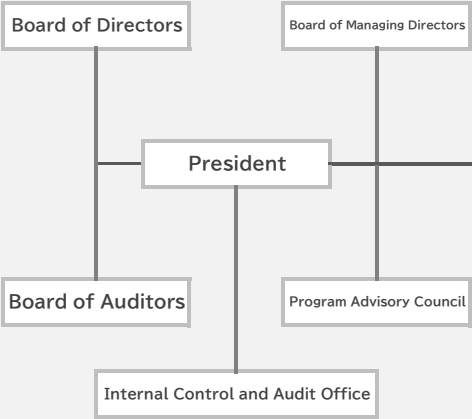 Board of Directors
Board of Managing Directors
President
Board of Auditors
Program Advisory Council
Internal Control and Audit Office